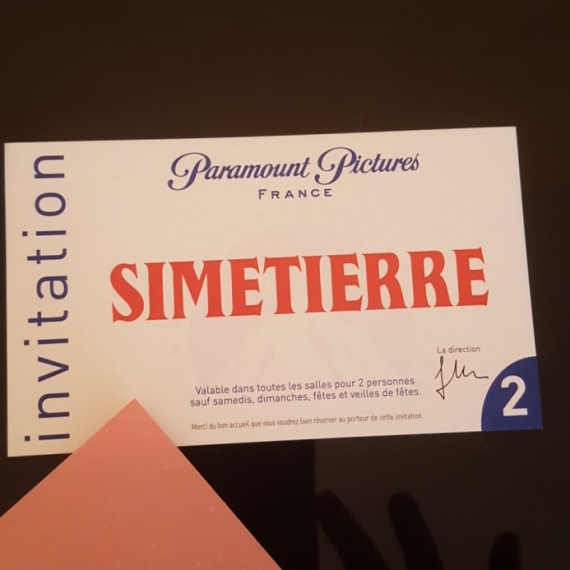 invitation
Paramount Pictures
FRANCE
SIMETIERRE
La direction
Valable dans toutes les salles pour 2 personnes
sauf samedis, dimanches, fêtes et veilles de fêtes.
2
Merci du bon accueil que vous voudrez bien réserver au porteur de cette invitation.